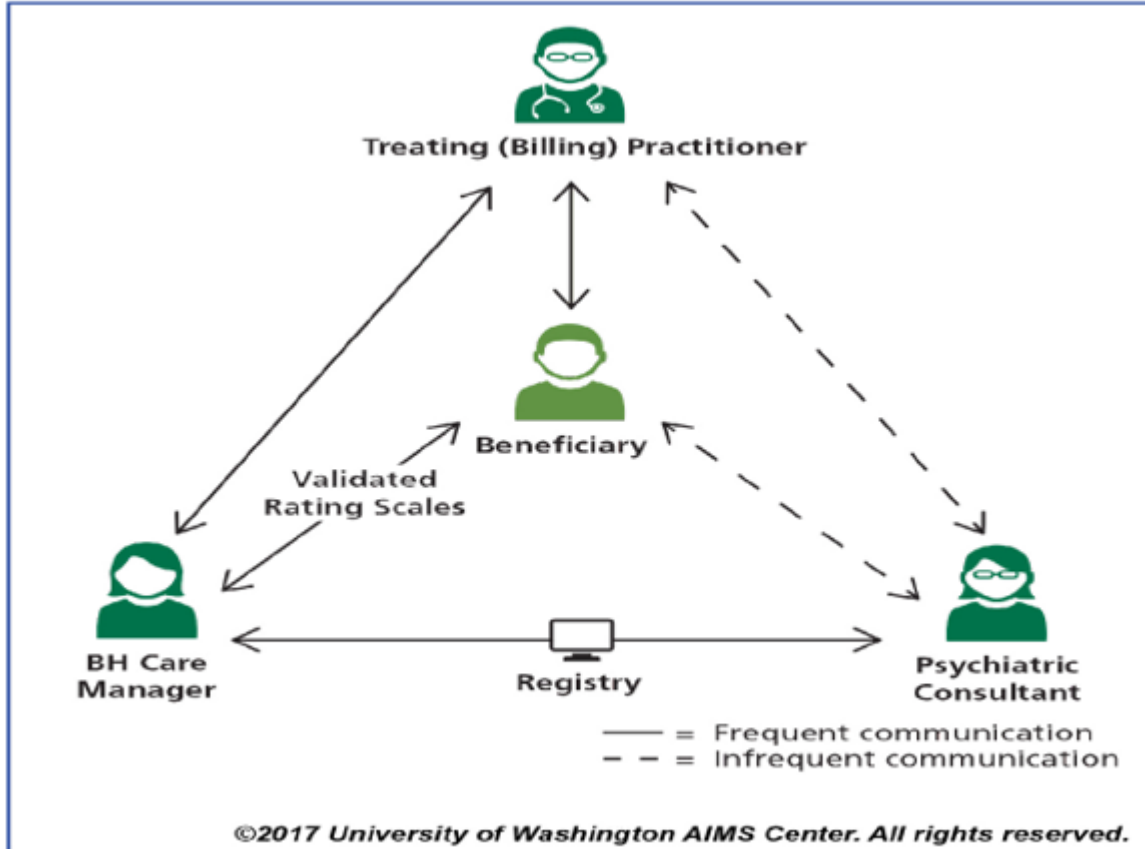 Treating (Billing) Practitioner
Beneficiary
Validated
Rating Scales
BH Care
Manager
Registry
Psychiatric
Consultant
= Frequent communication
= Infrequent communication
©2017 University of Washington AIMS Center. All rights reserved.